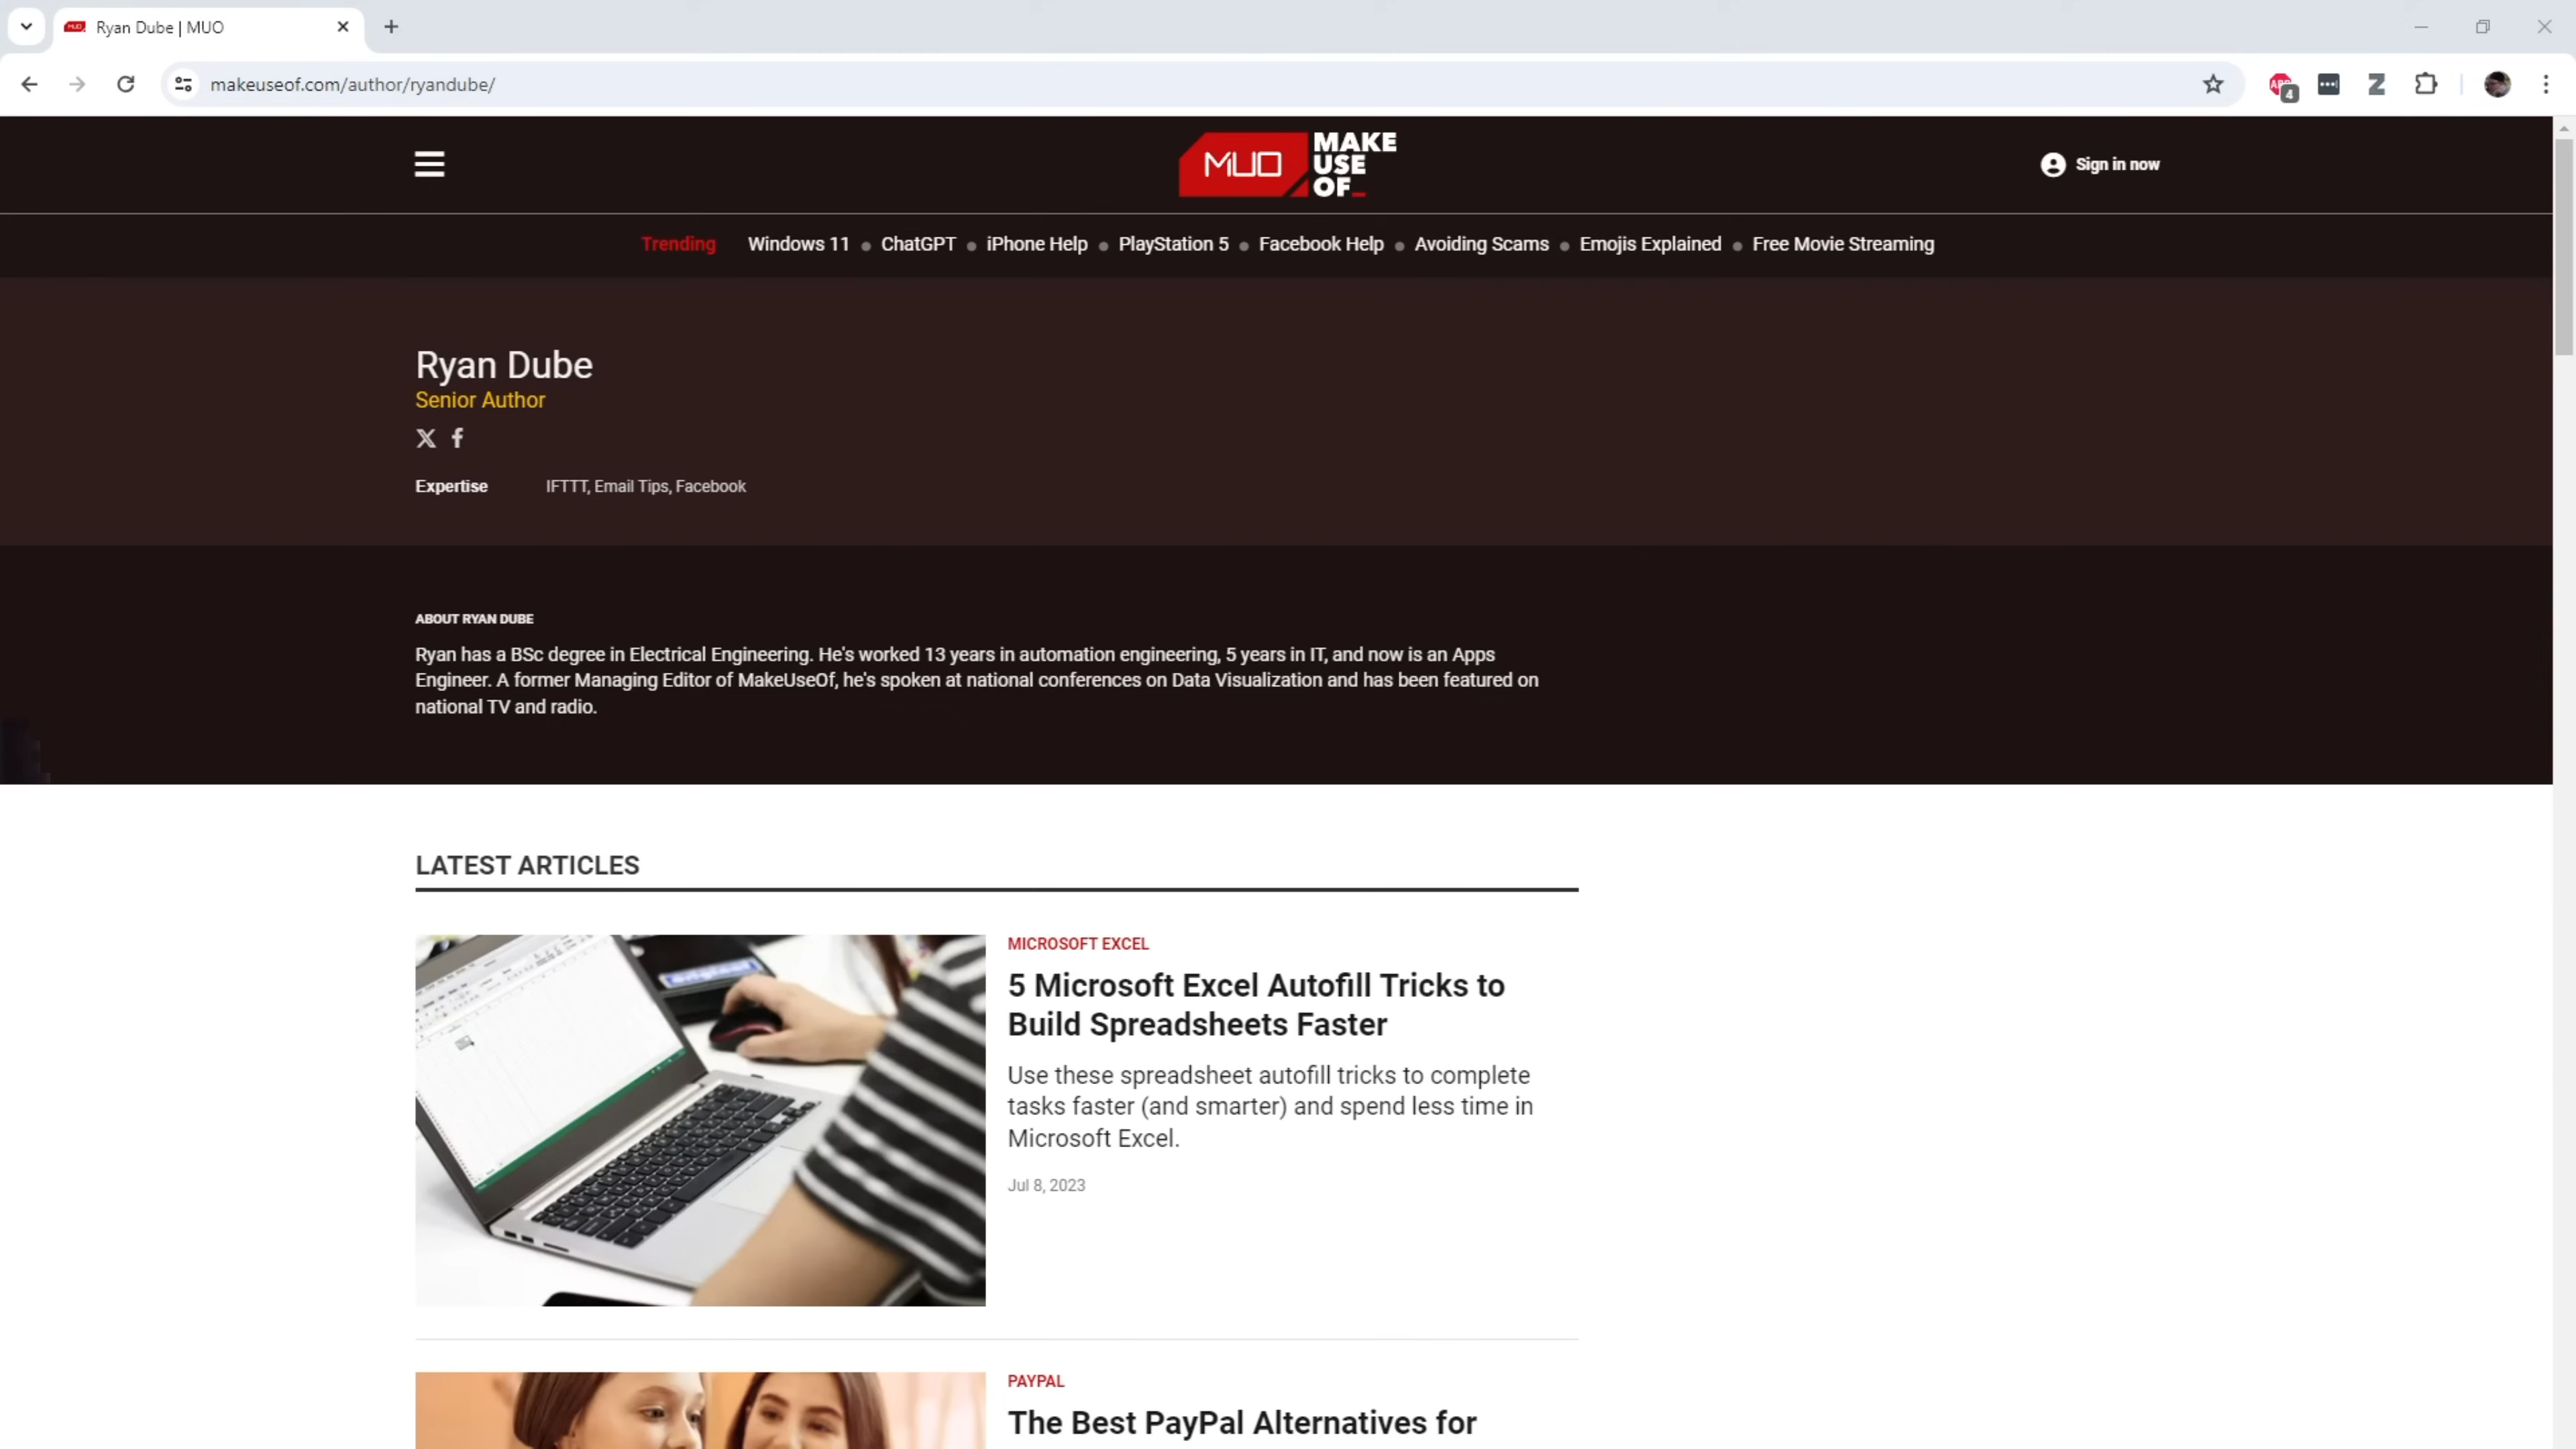 Ryan Dube | MUO
makeuseof.com/author/ryandube/
4
MUO
MAKE
USE
OF_
Sign in now
Trending Windows 11 ● ChatGPT ● iPhone Help ● PlayStation 5 ● Facebook Help ● Avoiding Scams ● Emojis Explained ● Free Movie Streaming
Ryan Dube
Senior Author
Expertise IFTTT, Email Tips, Facebook
ABOUT RYAN DUBE
Ryan has a BSc degree in Electrical Engineering. He's worked 13 years in automation engineering, 5 years in IT, and now is an Apps
Engineer. A former Managing Editor of MakeUseOf, he's spoken at national conferences on Data Visualization and has been featured on
national TV and radio.
LATEST ARTICLES
MICROSOFT EXCEL
5 Microsoft Excel Autofill Tricks to
Build Spreadsheets Faster
Use these spreadsheet autofill tricks to complete
tasks faster (and smarter) and spend less time in
Microsoft Excel.
Jul 8, 2023
PAYPAL
The Best PayPal Alternatives for